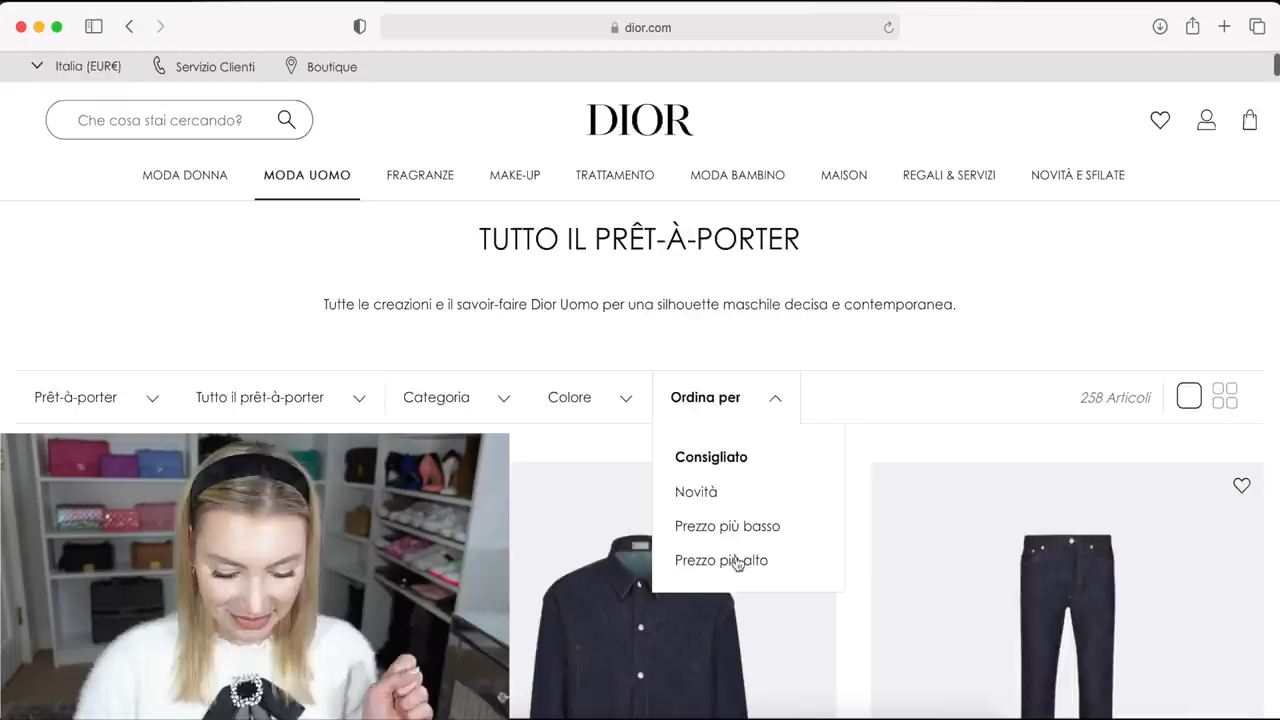 dior.com
Italia (EUR€) Servizio Clienti Boutique
Che cosa stai cercando?
DIOR
MODA DONNA MODA UOMO FRAGRANZE MAKE-UP TRATTAMENTO MODA BAMBINO MAISON REGALI & SERVIZI NOVITÀ E SFILATE
TUTTO IL PRÊT-À-PORTER
Tutte le creazioni e il savoir-faire Dior Uomo per una silhouette maschile decisa e contemporanea.
Prêt-à-porter Tutto il prêt-à-porter Categoria Colore Ordina per 258 Articoli
Consigliato
Novità
Prezzo più basso
Prezzo più alto